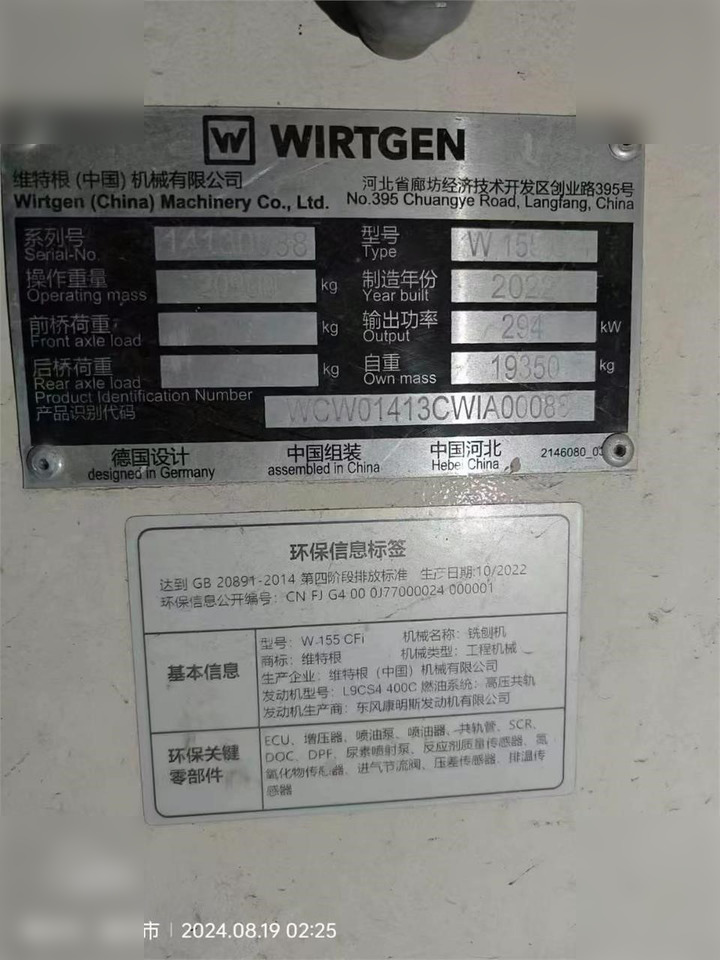 WIRTGEN
维特根 (中国) 机械有限公司
河北省廊坊经济技术开发区创业路395号
Wirtgen (China) Machinery Co., Ltd.
No.395 Chuangye Road, Langfang, China
系列号
Serial-No.
型号
Type
W 155
操作重量
Operating mass
kg
制造年份
Year built
2022
前桥荷重
Front axle load
kg
输出功率
Output
294
kW
后桥荷重
Rear axle load
kg
自重
Own mass
19350
kg
Product Identification Number
产品识别代码
WCW01413CWIA00088
德国设计
designed in Germany
中国组装
assembled in China
中国河北
Hebei China
环保信息标签
达到 GB 20891-2014 第四阶段排放标准 生产日期:10/2022
环保信息公开编号: CN FJ G4 00 0J77000024 000001
基本信息
型号: W 155 CFi 机械名称: 铣刨机
商标: 维特根 机械类型: 工程机械
生产企业: 维特根 (中国) 机械有限公司
发动机型号: L9CS4 400C 燃油系统: 高压共轨
发动机生产商: 东风康明斯发动机有限公司
环保关键
零部件
ECU、增压器、喷油泵、喷油器、共轨管、SCR、
DOC、DPF、尿素喷射泵、反应剂质量传感器、氮
氧化物传感器、进气节流阀、压差传感器、排温传
感器
市 | 2024.08.19 02:25